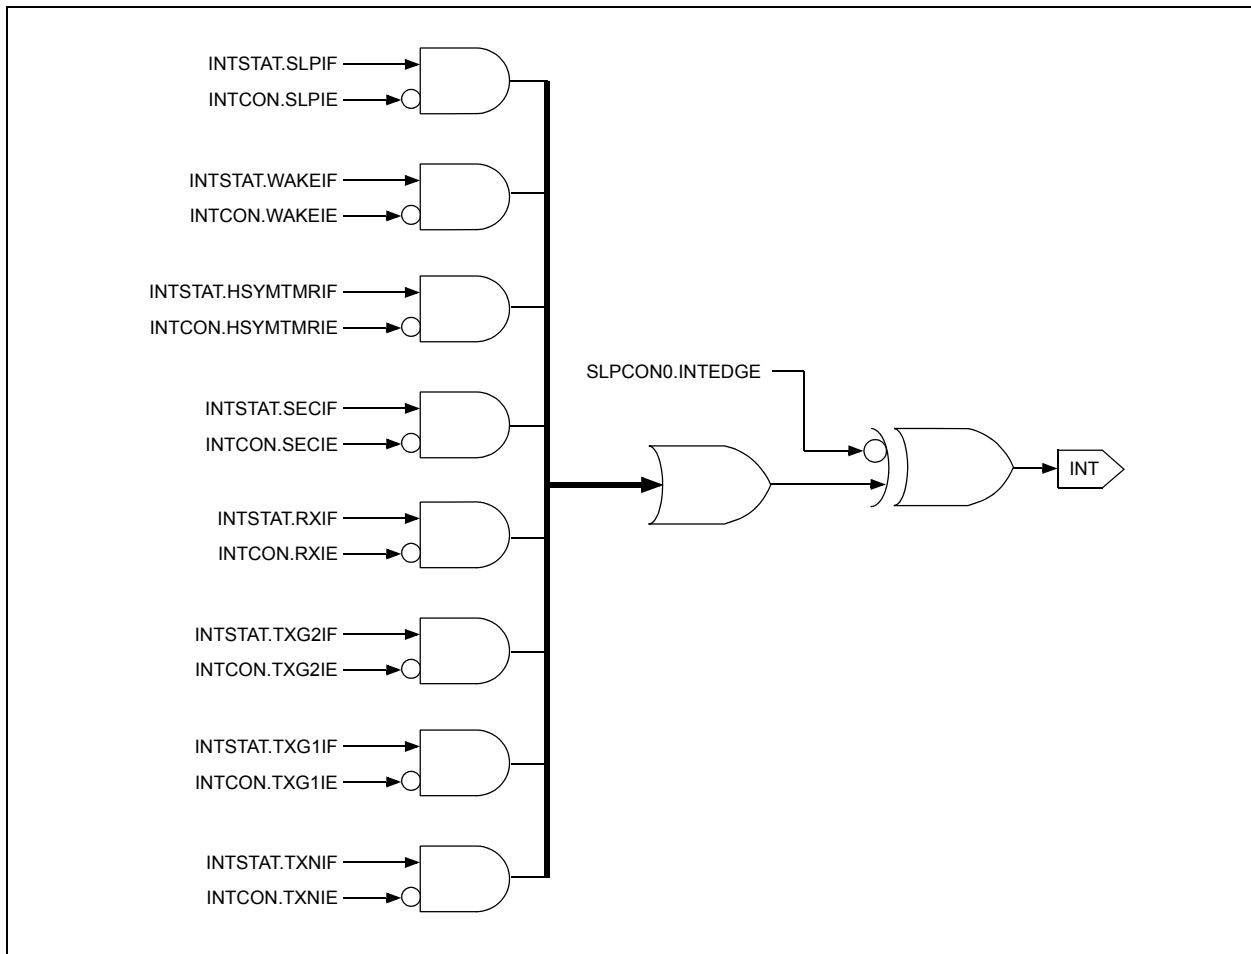 INTSTAT.SLPIF
INTCON.SLPIE
INTSTAT.WAKEIF
INTCON.WAKEIE
INTSTAT.HSYMTMRIF
INTCON.HSYMTMRIE
SLPCON0.INTEDGE
INTSTAT.SECIF
INTCON.SECIE
INT
INTSTAT.RXIF
INTCON.RXIE
INTSTAT.TXG2IF
INTCON.TXG2IE
INTSTAT.TXG1IF
INTCON.TXG1IE
INTSTAT.TXNIF
INTCON.TXNIE